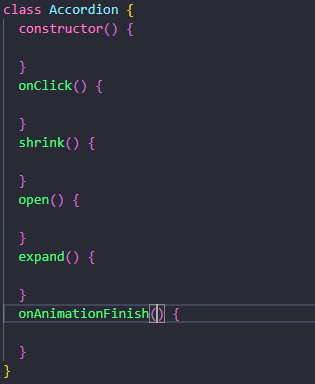 class Accordion {
constructor() {
}
onClick() {
}
shrink() {
}
open() {
}
expand() {
}
onAnimationFinish() {
}
}